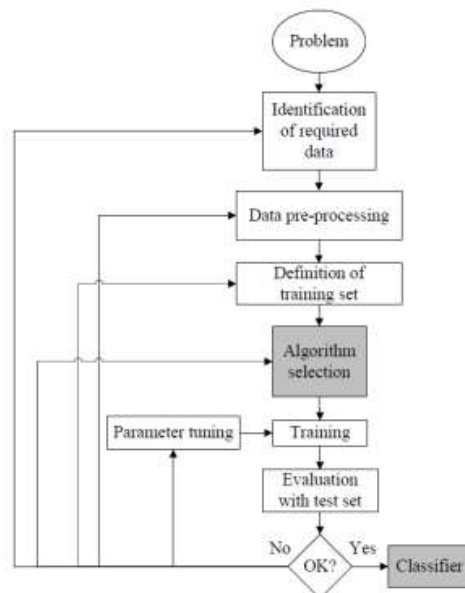 Problem
Identification
of required
data
Data pre-processing
Definition of
training set
Algorithm
selection
Parameter tuning
Training
Evaluation
with test set
No
OK?
Yes
Classifier